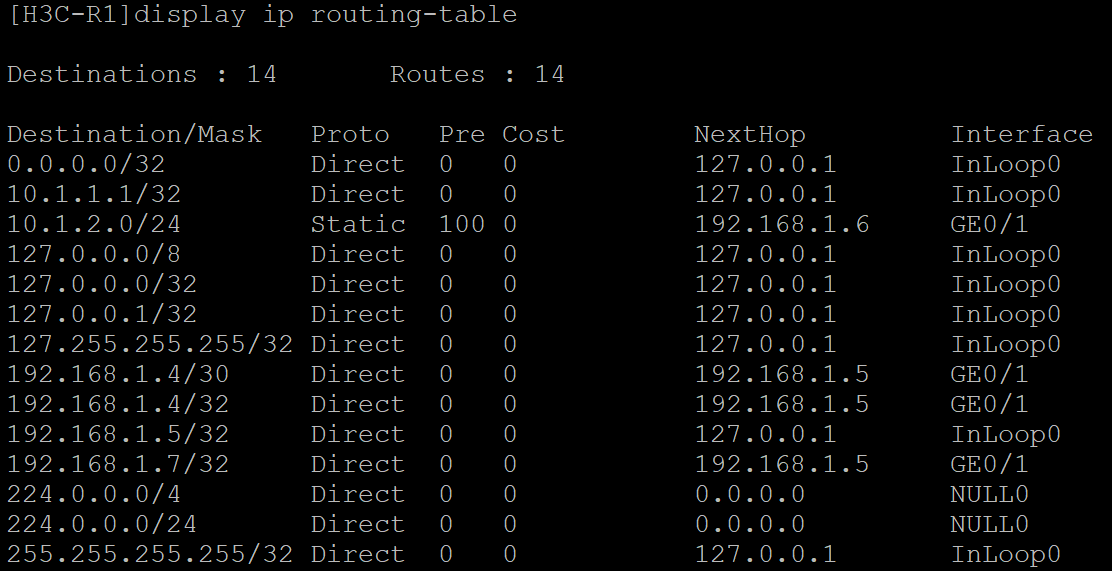 [H3C-R1]display ip routing-table
Destinations : 14 Routes : 14
Destination/Mask Proto Pre Cost NextHop Interface
0.0.0.0/32 Direct 0 0 127.0.0.1 InLoop0
10.1.1.1/32 Direct 0 0 127.0.0.1 InLoop0
10.1.2.0/24 Static 100 0 192.168.1.6 GE0/1
127.0.0.0/8 Direct 0 0 127.0.0.1 InLoop0
127.0.0.0/32 Direct 0 0 127.0.0.1 InLoop0
127.0.0.1/32 Direct 0 0 127.0.0.1 InLoop0
127.255.255.255/32 Direct 0 0 127.0.0.1 InLoop0
192.168.1.4/30 Direct 0 0 192.168.1.5 GE0/1
192.168.1.4/32 Direct 0 0 192.168.1.5 GE0/1
192.168.1.5/32 Direct 0 0 127.0.0.1 InLoop0
192.168.1.7/32 Direct 0 0 192.168.1.5 GE0/1
224.0.0.0/4 Direct 0 0 0.0.0.0 NULL0
224.0.0.0/24 Direct 0 0 0.0.0.0 NULL0
255.255.255.255/32 Direct 0 0 127.0.0.1 InLoop0